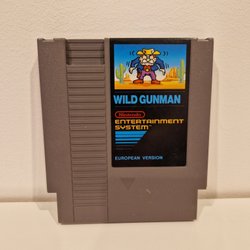 WILD GUNMAN
Nintendo
ENTERTAINMENT
SYSTEM
EUROPEAN VERSION